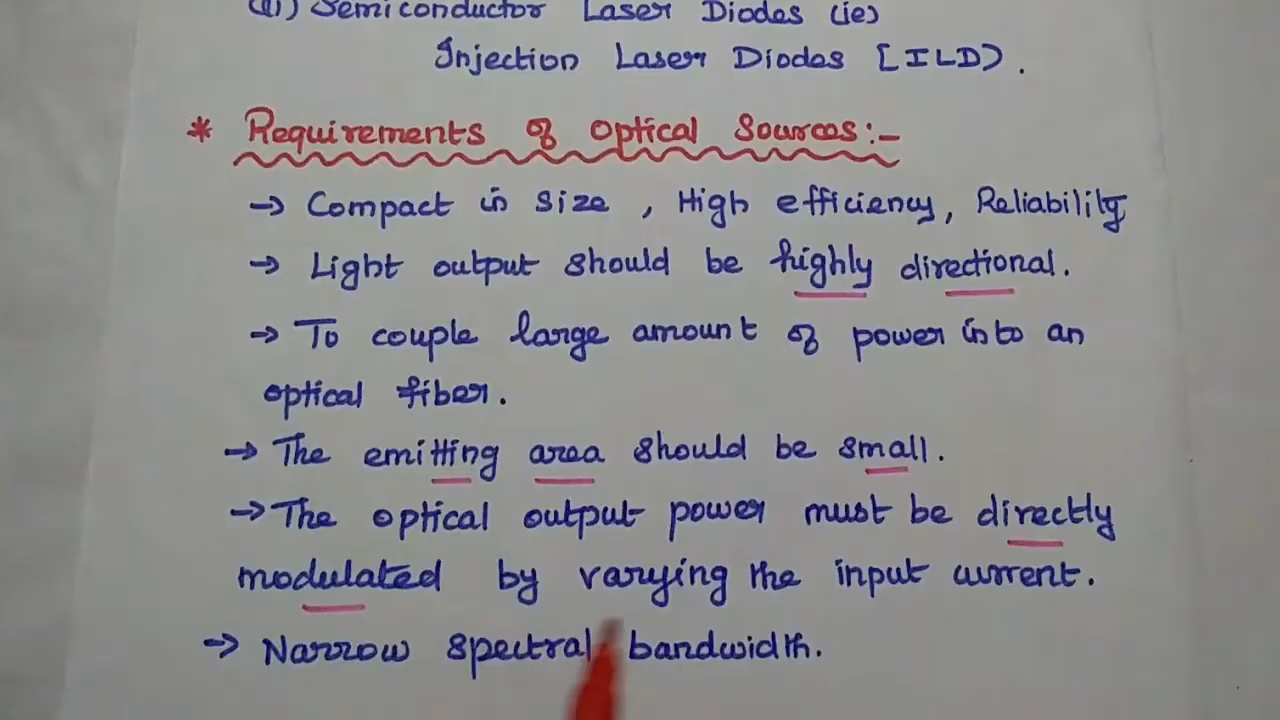 (ii) Semiconductor Laser Diodes (ie)
Injection Laser Diodes [ILD).
* Requirements of Optical Sources:-
→ Compact in size, High efficiency, Reliability
→ Light output should be highly directional.
→ To couple large amount of power into an
optical fiber.
→ The emitting area should be small.
→ The optical output power must be directly
modulated by varying the input current.
→ Narrow spectral bandwidth.